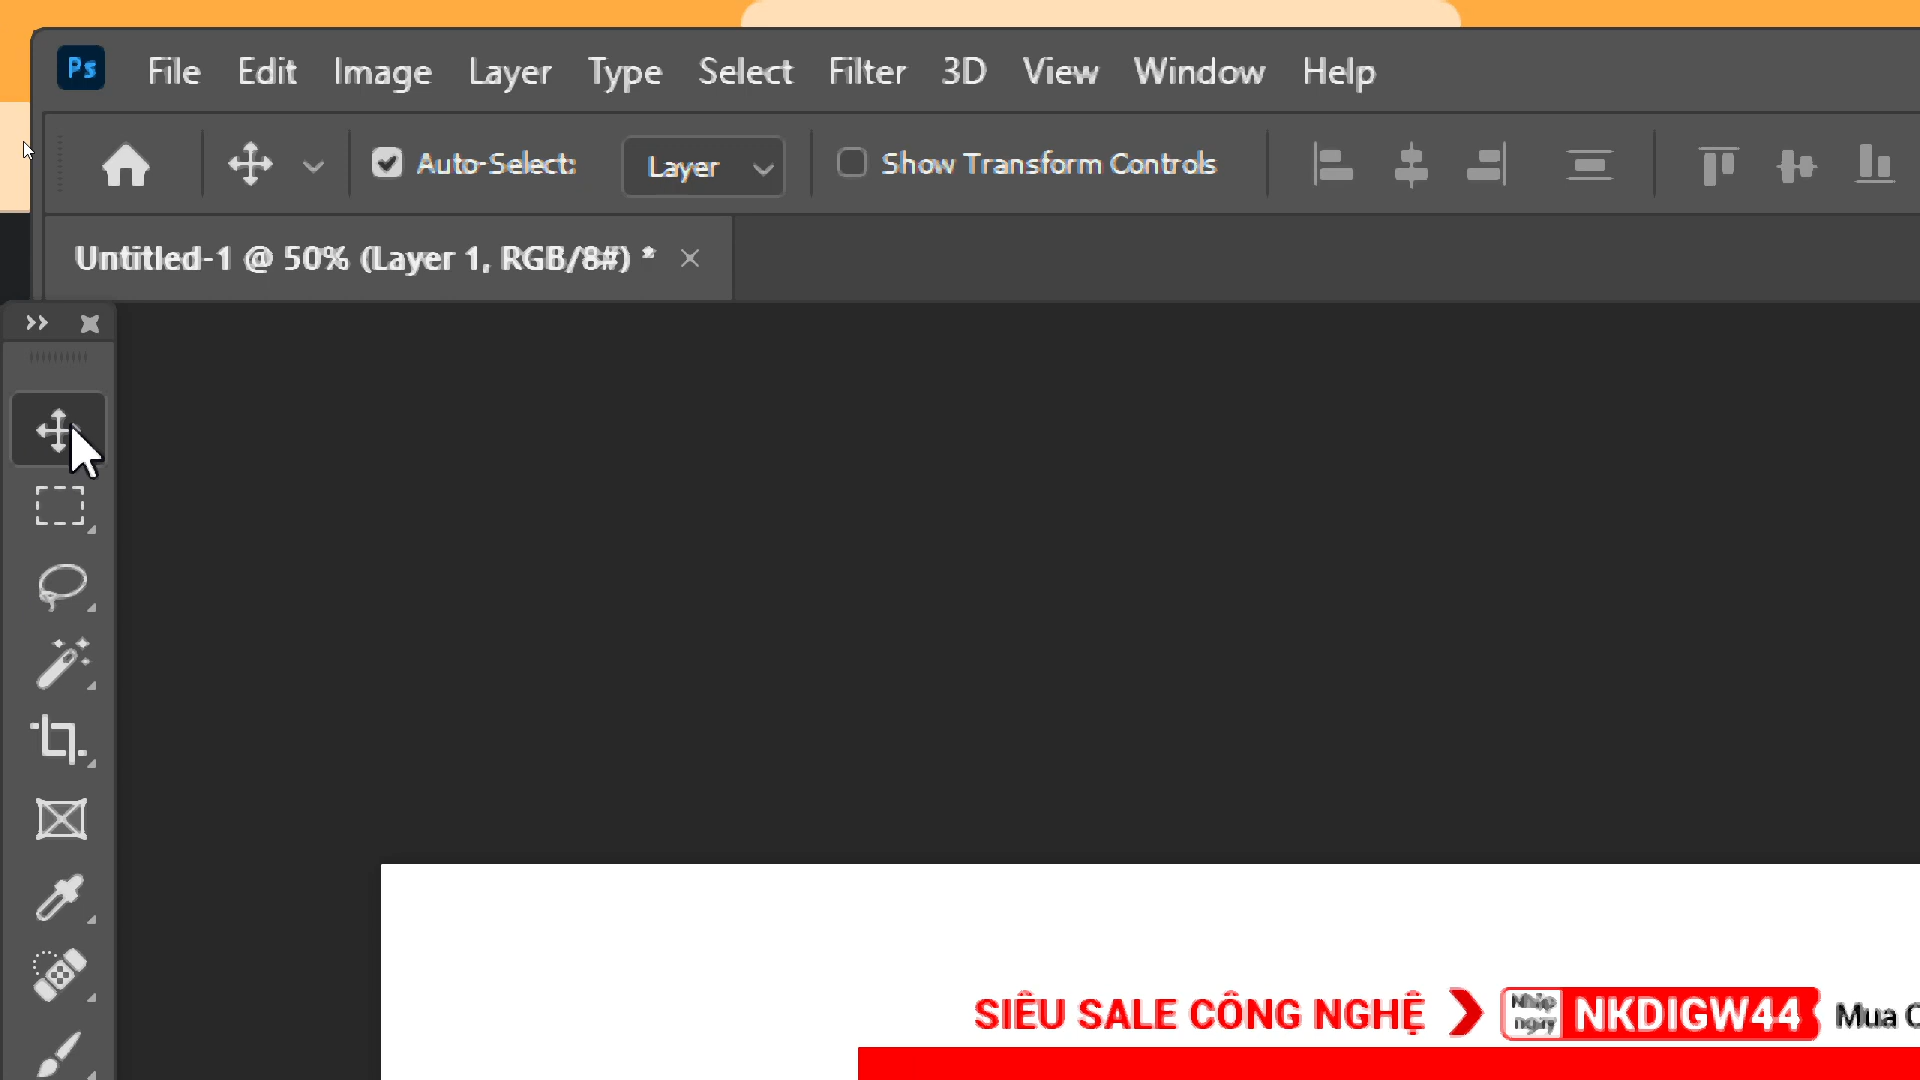 Ps File Edit Image Layer Type Select Filter 3D View Window Help
Auto-Select: Layer Show Transform Controls
Untitled-1 @ 50% (Layer 1, RGB/8#) *
SIÊU SALE CÔNG NGHỆ Nhập ngay NKDIGW44 Mua